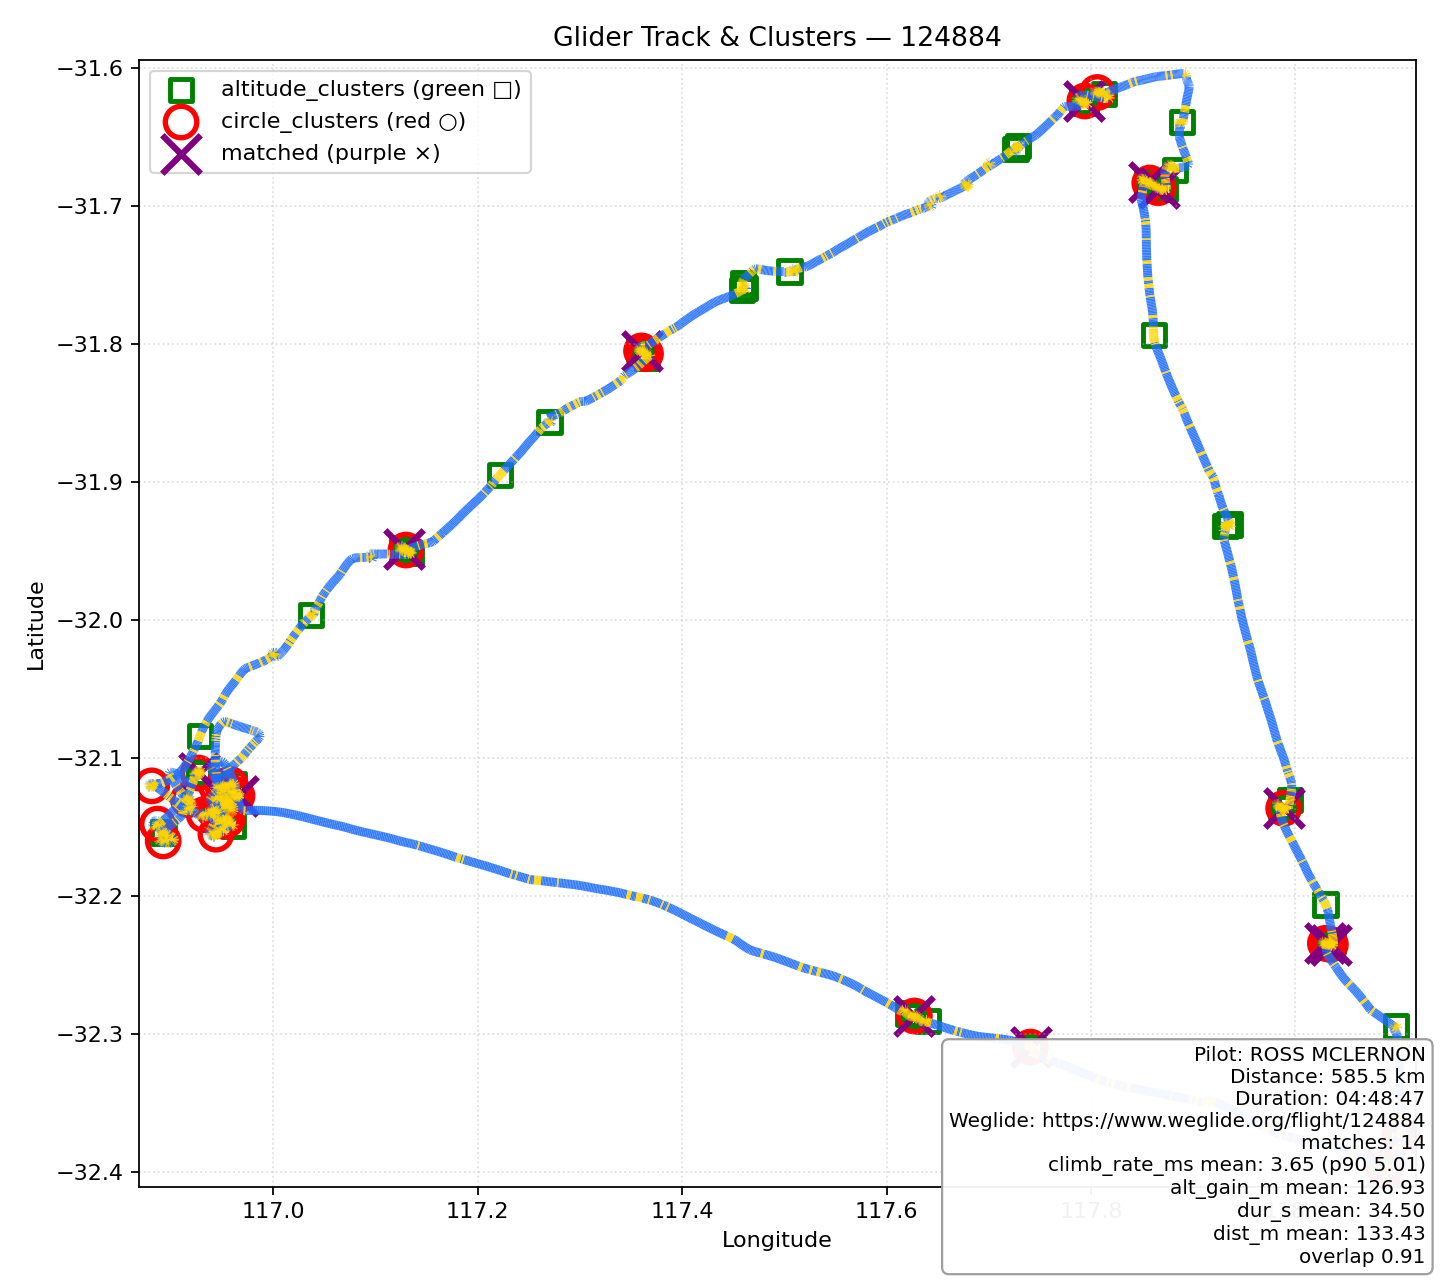 Glider Track & Clusters — 124884
altitude_clusters (green □)
circle_clusters (red ○)
matched (purple ×)
Latitude
−31.6
−31.7
−31.8
−31.9
−32.0
−32.1
−32.2
−32.3
−32.4
117.0
117.2
117.4
117.6
117.8
Longitude
Pilot: ROSS MCLERNON
Distance: 585.5 km
Duration: 04:48:47
Weglide: https://www.weglide.org/flight/124884
matches: 14
climb_rate_ms mean: 3.65 (p90 5.01)
alt_gain_m mean: 126.93
dur_s mean: 34.50
dist_m mean: 133.43
overlap 0.91